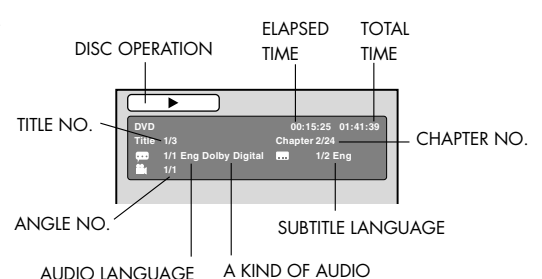 ELAPSED TIME
TOTAL TIME
DISC OPERATION
TITLE NO.
DVD 00:15:25 01:41:39
Title 1/3 Chapter 2/24
1/1 Eng Dolby Digital 1/2 Eng
1/1
CHAPTER NO.
ANGLE NO.
SUBTITLE LANGUAGE
AUDIO LANGUAGE
A KIND OF AUDIO